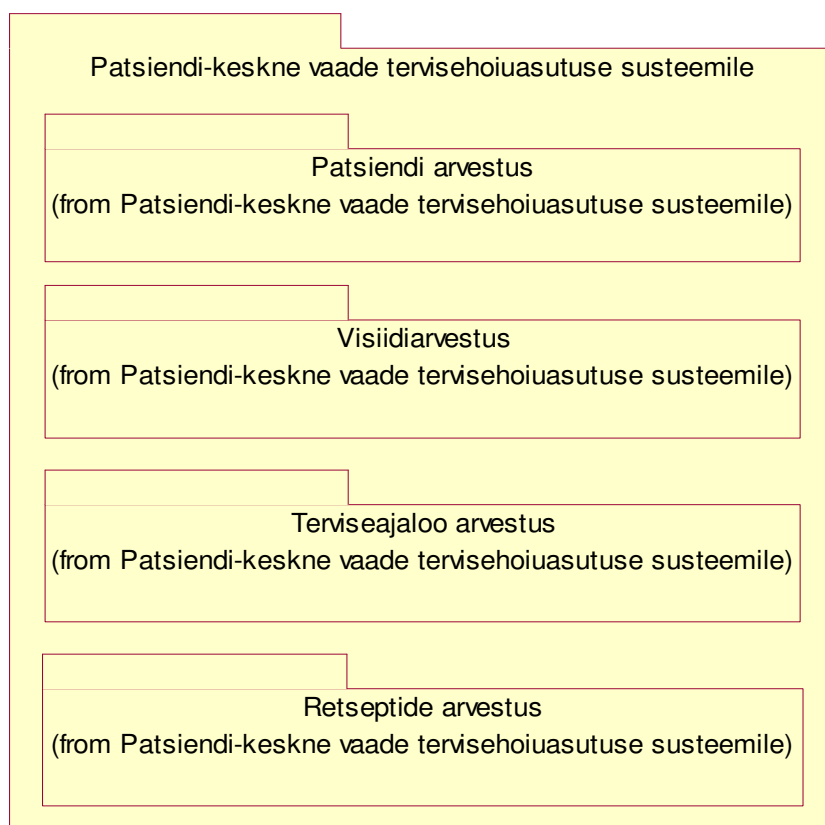 Patsiendi-keskne vaade tervisehoiuasutuse susteemile
Patsiendi arvestus
(from Patsiendi-keskne vaade tervisehoiuasutuse susteemile)
Visiidiarvestus
(from Patsiendi-keskne vaade tervisehoiuasutuse susteemile)
Terviseajaloo arvestus
(from Patsiendi-keskne vaade tervisehoiuasutuse susteemile)
Retseptide arvestus
(from Patsiendi-keskne vaade tervisehoiuasutuse susteemile)